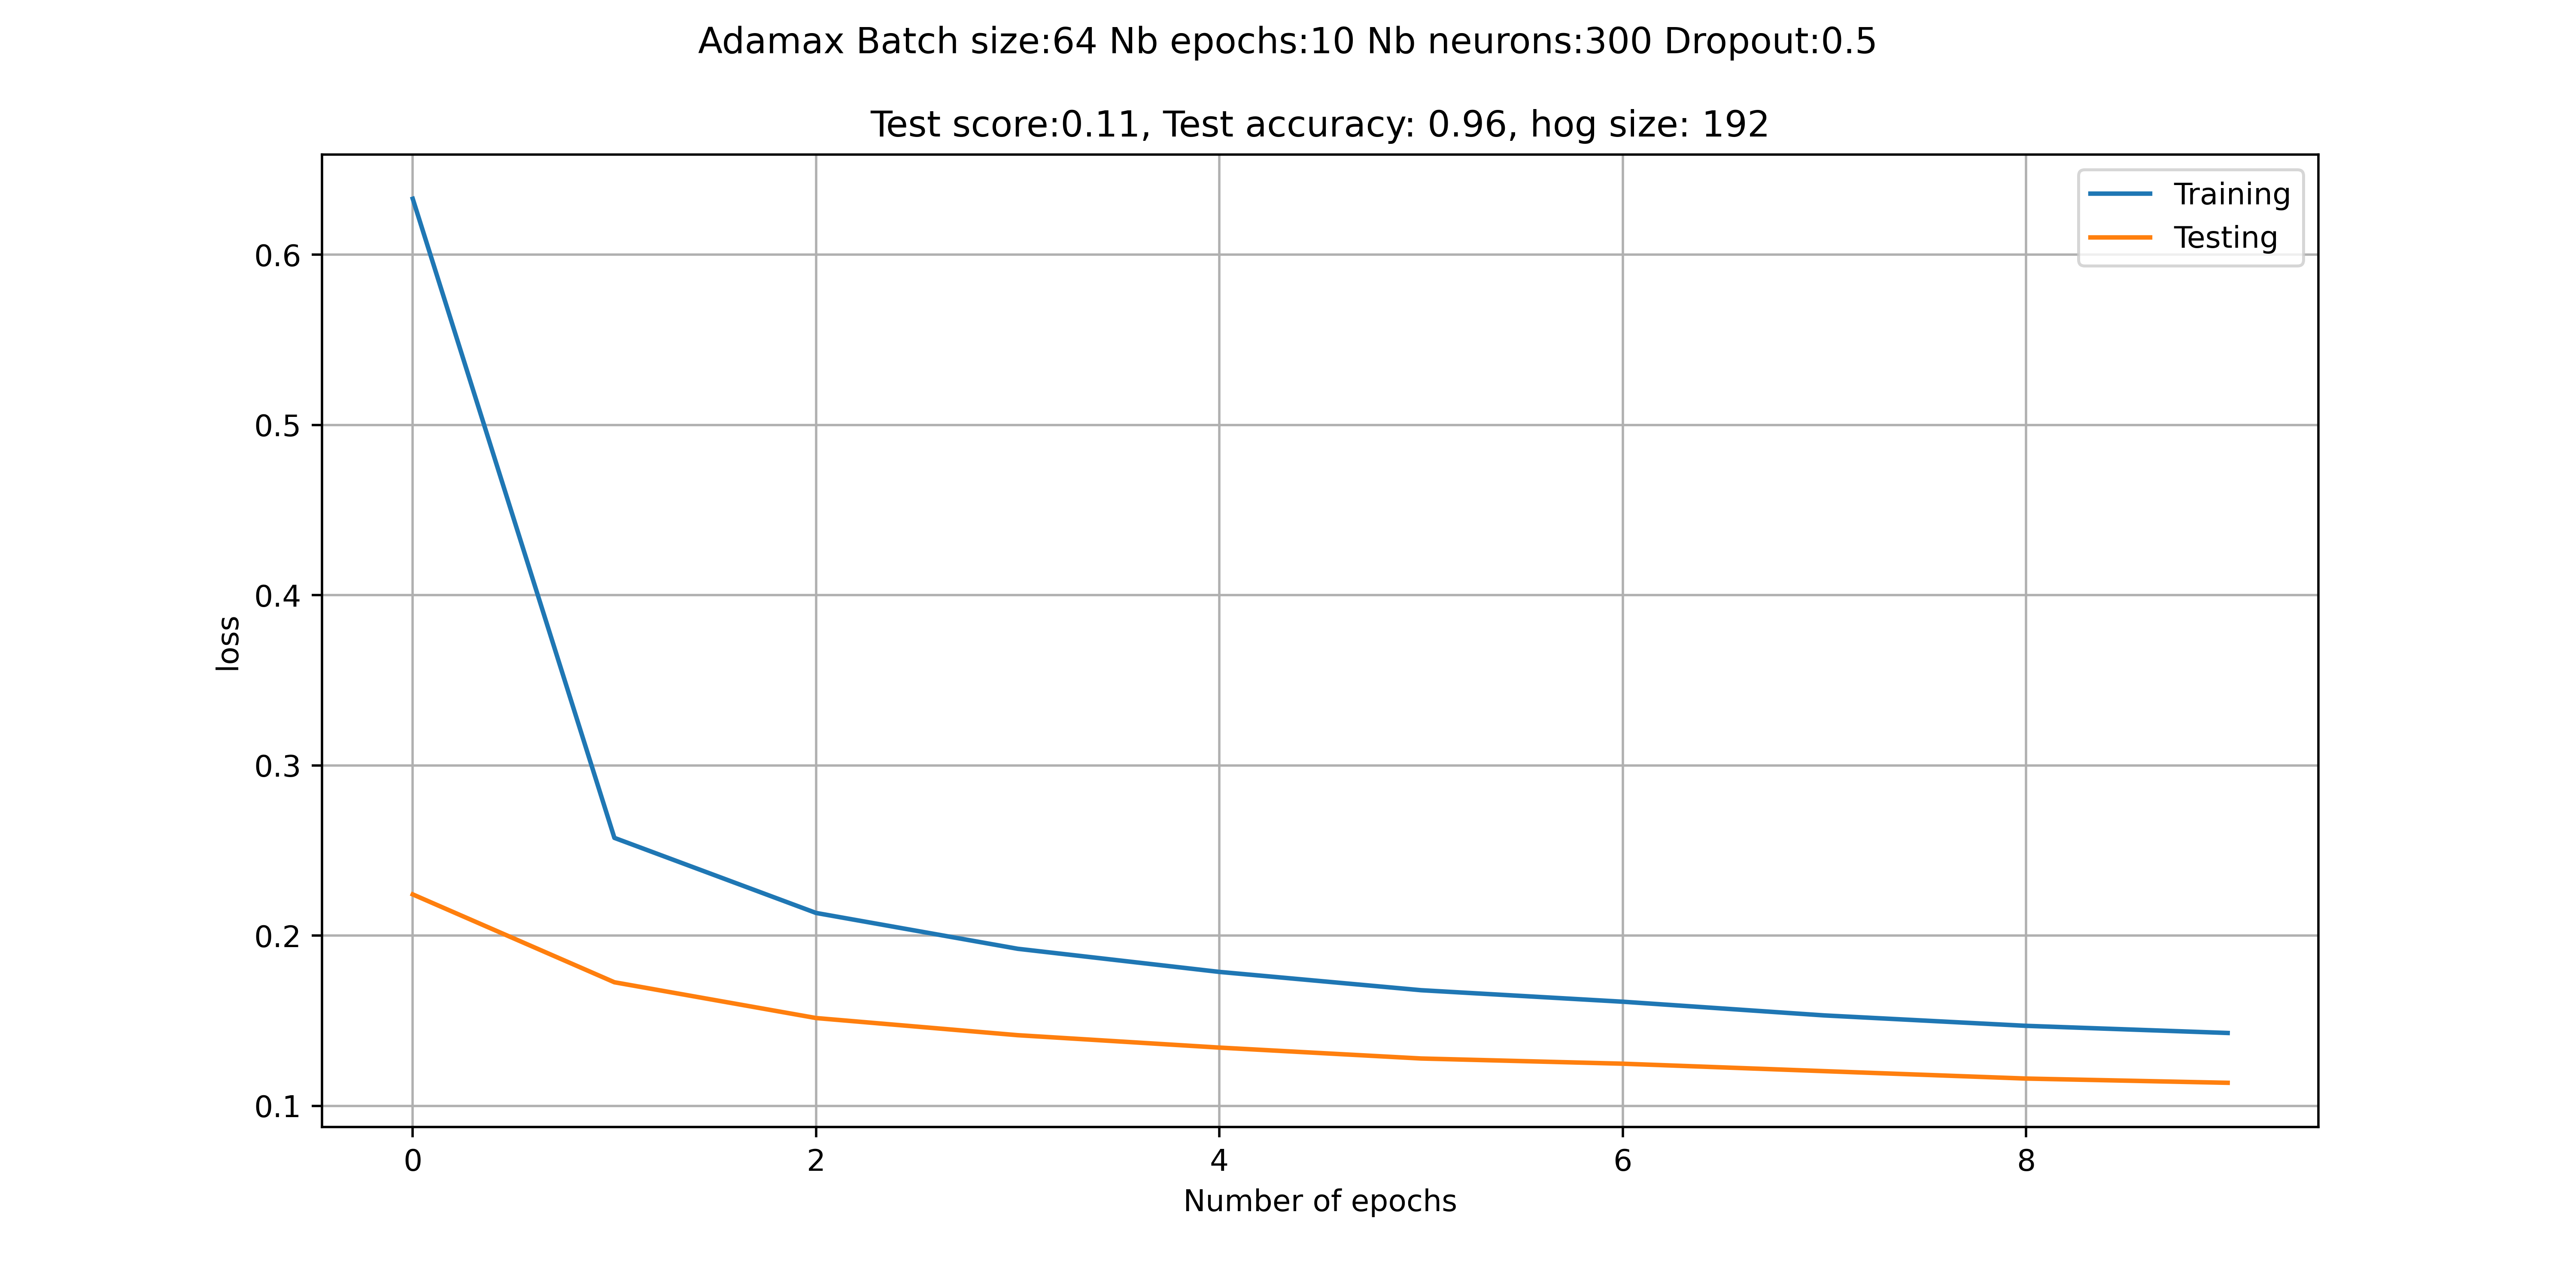 Adamax Batch size:64 Nb epochs:10 Nb neurons:300 Dropout:0.5
Test score:0.11, Test accuracy: 0.96, hog size: 192
Training
Testing
0.6
0.5
0.4
0.3
0.2
0.1
loss
0 2 4 6 8
Number of epochs